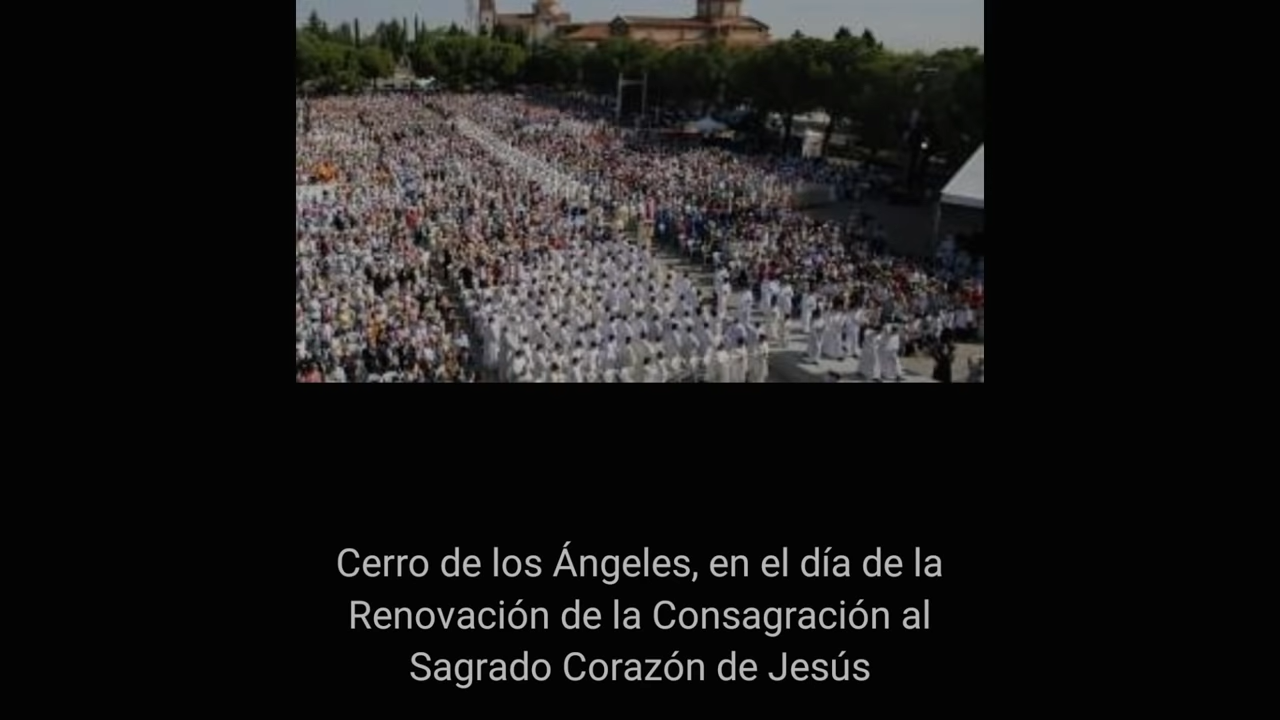 Cerro de los Ángeles, en el día de la
Renovación de la Consagración al
Sagrado Corazón de Jesús